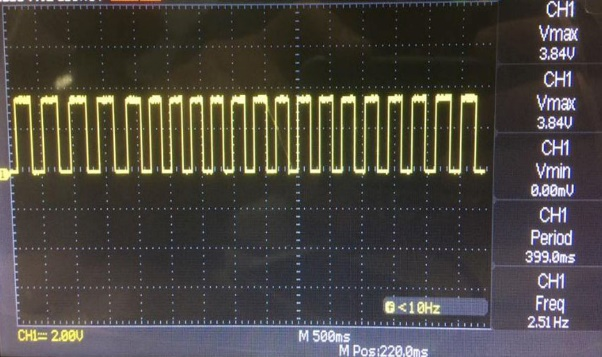 CH1
Vmax
3.84V
CH1
Vmax
3.84V
CH1
Vmin
0.00mV
CH1
Period
399.0ms
CH1
Freq
2.51Hz
1
F <10Hz
CH1 2.00V
M 500ms
M Pos:220.0ms